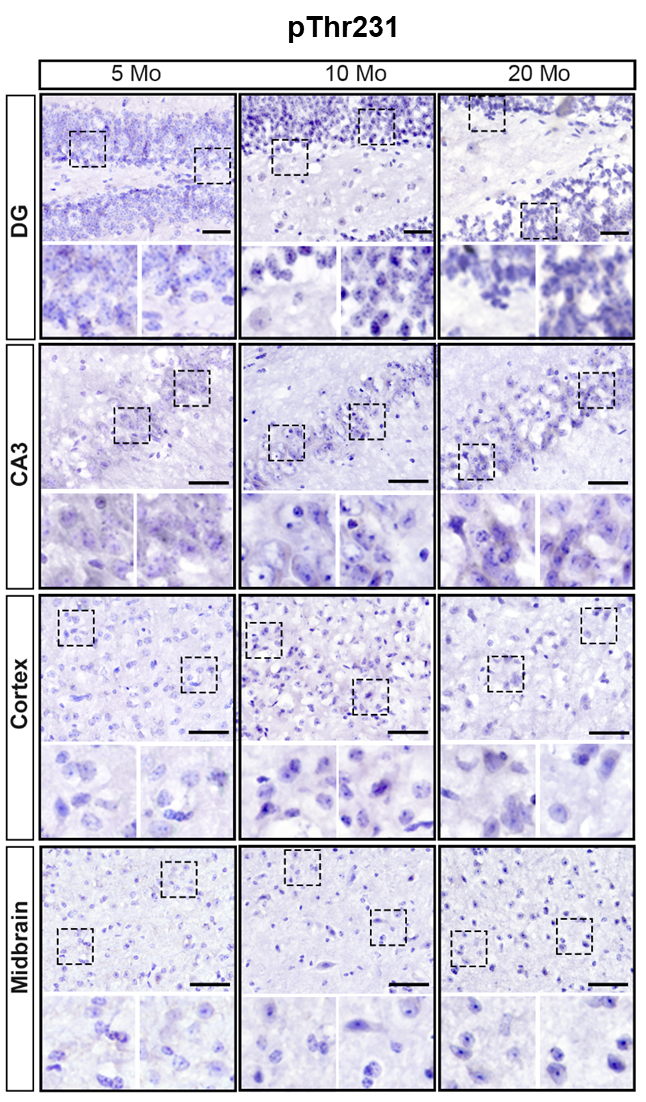 pThr231
5 Mo
10 Mo
20 Mo
DG
CA3
Cortex
Midbrain